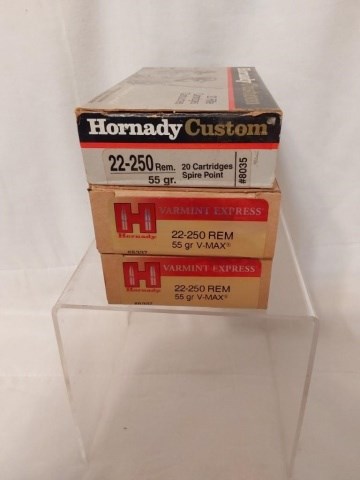 Hornady Custom
22-250 Rem. 20 Cartridges
55 gr. Spire Point
#8035
H VARMINT EXPRESS®
Hornady 22-250 REM
55 gr V-MAX®
H VARMINT EXPRESS®
Hornady 22-250 REM
55 gr V-MAX®